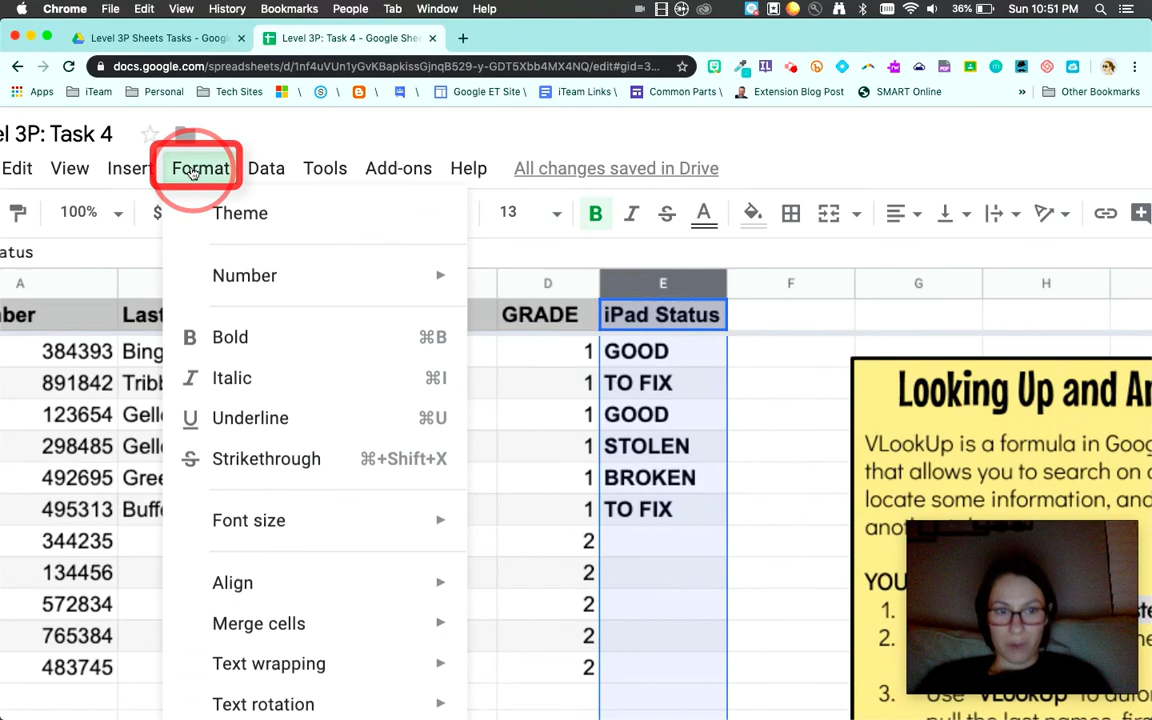 Chrome File Edit View History Bookmarks People Tab Window Help 36% Sun 10:51 PM
Level 3P Sheets Tasks - Googl Level 3P: Task 4 - Google Shee
docs.google.com/spreadsheets/d/1nf4uVUn1yGvKBapkissGjnqB529-y-GDT5Xbb4MX4NQ/edit#gid=3...
Apps iTeam Personal Tech Sites \ \ \ \ Google ET Site \ iTeam Links \ Common Parts \ Extension Blog Post SMART Online » Other Bookmarks
el 3P: Task 4
Edit View Insert Format Data Tools Add-ons Help All changes saved in Drive
100% $ 13 B I S A
Theme
atus
Number
A D E F G H
ber Last GRADE iPad Status
Bold ⌘B
384393 Bing 1 GOOD
Italic ⌘I
891842 Tribb 1 TO FIX
Looking Up and An
123654 Gelle 1 GOOD
Underline ⌘U
298485 Gelle 1 STOLEN
VLookUp is a formula in Goog
Strikethrough ⌘+Shift+X
that allows you to search on
492695 Gree 1 BROKEN
locate some information, and
495313 Buffa 1 TO FIX
Font size
344235 2
134456 2
Align
YOU
572834 2
1.
Merge cells
765384 2
2.
Text wrapping
483745 2
3. Use "VLookUp" to
Text rotation
pull the last names, firs